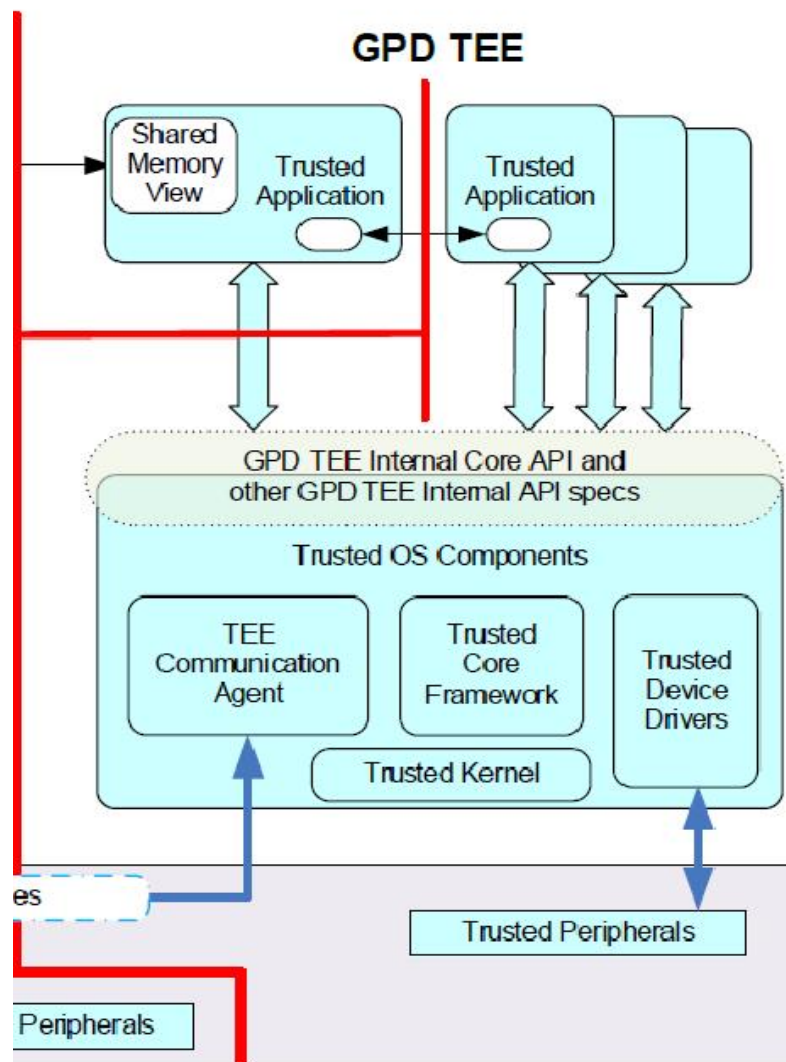 GPD TEE
Shared
Memory
View
Trusted
Application
Trusted
Application
GPD TEE Internal Core API and
other GPD TEE Internal API specs
Trusted OS Components
TEE
Communication
Agent
Trusted
Core
Framework
Trusted
Device
Drivers
Trusted Kernel
es
Trusted Peripherals
Peripherals